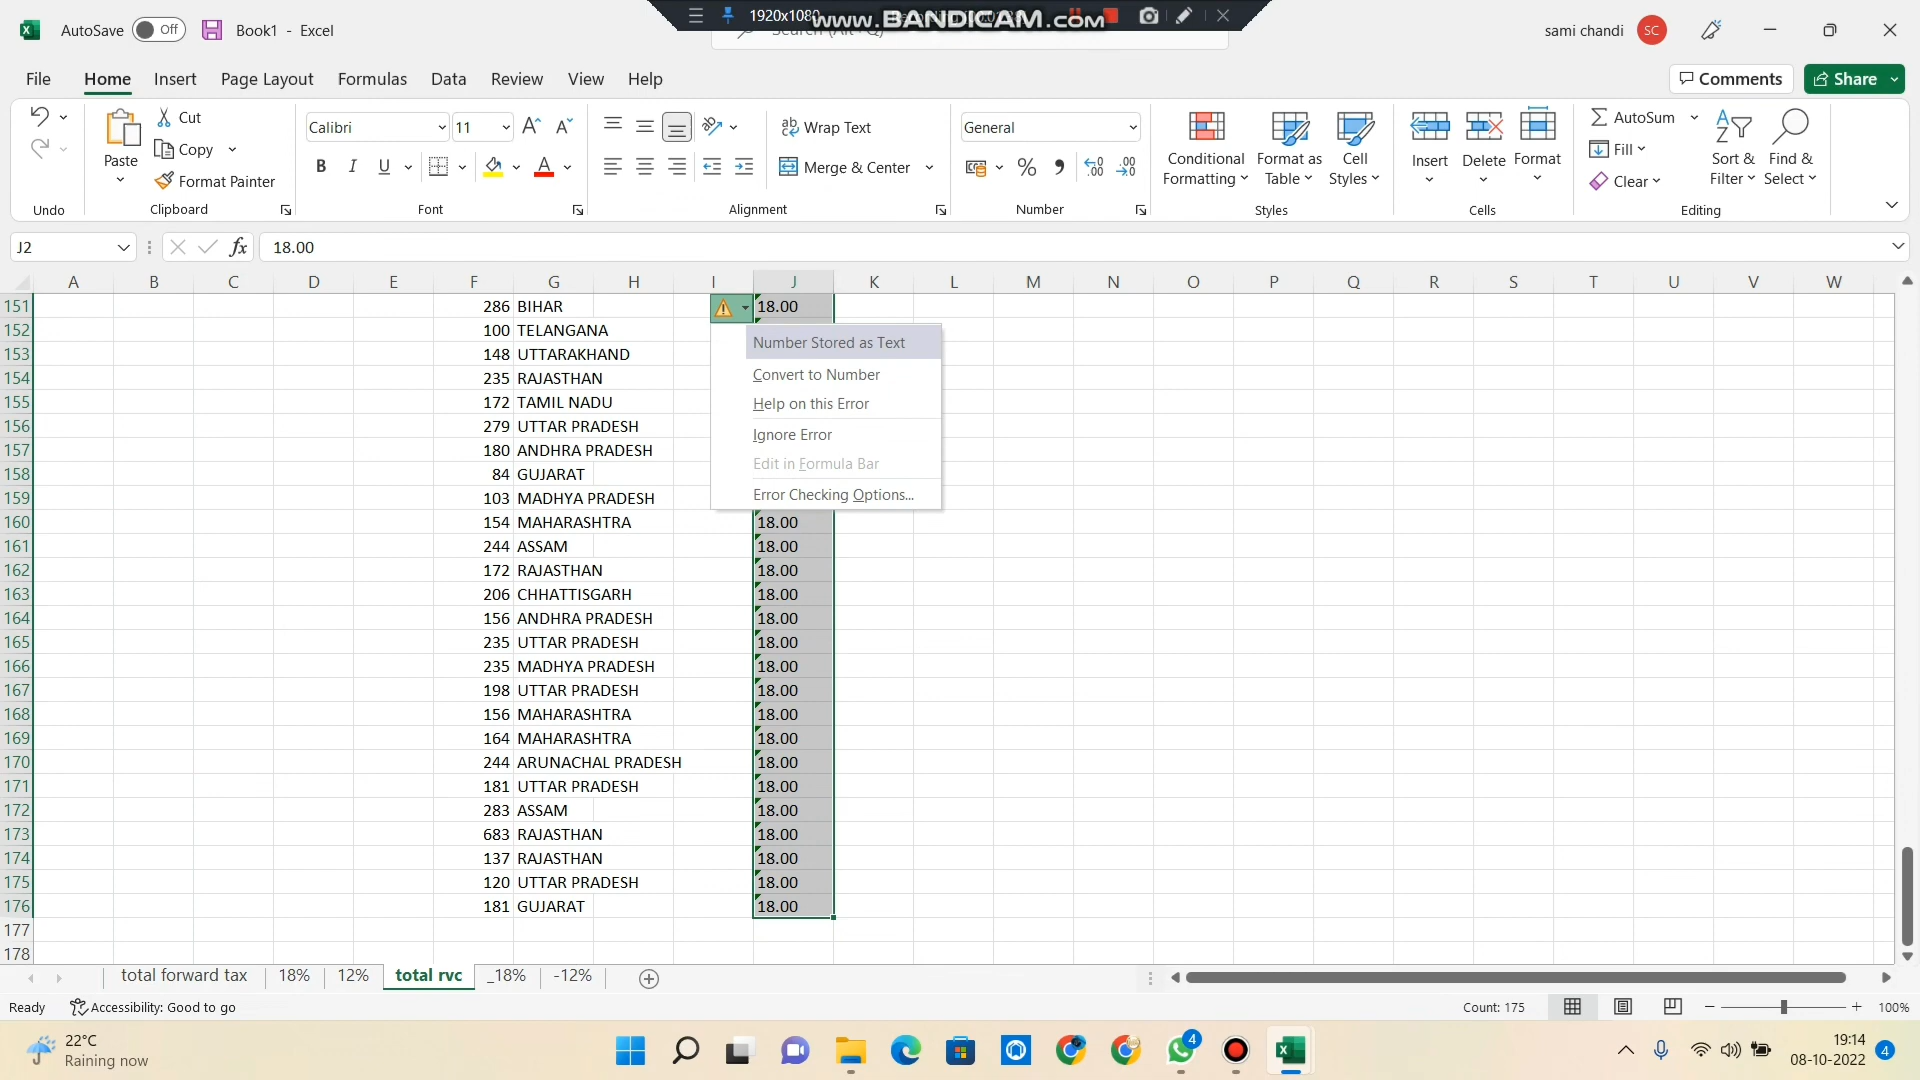 AutoSave Off Book1 - Excel
1920x1080
www.BANDICAM.com
sami chandi SC
File Home Insert Page Layout Formulas Data Review View Help
Comments Share
Paste Cut
Copy
Format Painter
Calibri 11
B I U
Wrap Text
Merge & Center
General
Conditional Formatting
Format as Table
Cell Styles
Insert Delete Format
AutoSum
Fill
Clear
Sort & Filter
Find & Select
Undo Clipboard Font Alignment Number Styles Cells Editing
J2 fx 18.00
A B C D E F G H I J K L M N O P Q R S T U V W
151 286 BIHAR 18.00
152 100 TELANGANA
153 148 UTTARAKHAND
154 235 RAJASTHAN
155 172 TAMIL NADU
156 279 UTTAR PRADESH
157 180 ANDHRA PRADESH
158 84 GUJARAT
159 103 MADHYA PRADESH
Number Stored as Text
Convert to Number
Help on this Error
Ignore Error
Edit in Formula Bar
Error Checking Options...
160 154 MAHARASHTRA 18.00
161 244 ASSAM 18.00
162 172 RAJASTHAN 18.00
163 206 CHHATTISGARH 18.00
164 156 ANDHRA PRADESH 18.00
165 235 UTTAR PRADESH 18.00
166 235 MADHYA PRADESH 18.00
167 198 UTTAR PRADESH 18.00
168 156 MAHARASHTRA 18.00
169 164 MAHARASHTRA 18.00
170 244 ARUNACHAL PRADESH 18.00
171 181 UTTAR PRADESH 18.00
172 283 ASSAM 18.00
173 683 RAJASTHAN 18.00
174 137 RAJASTHAN 18.00
175 120 UTTAR PRADESH 18.00
176 181 GUJARAT 18.00
177
178
total forward tax 18% 12% total rvc _18% -12%
Ready Accessibility: Good to go Count: 175 100%
22°C
Raining now
4
19:14
08-10-2022 4